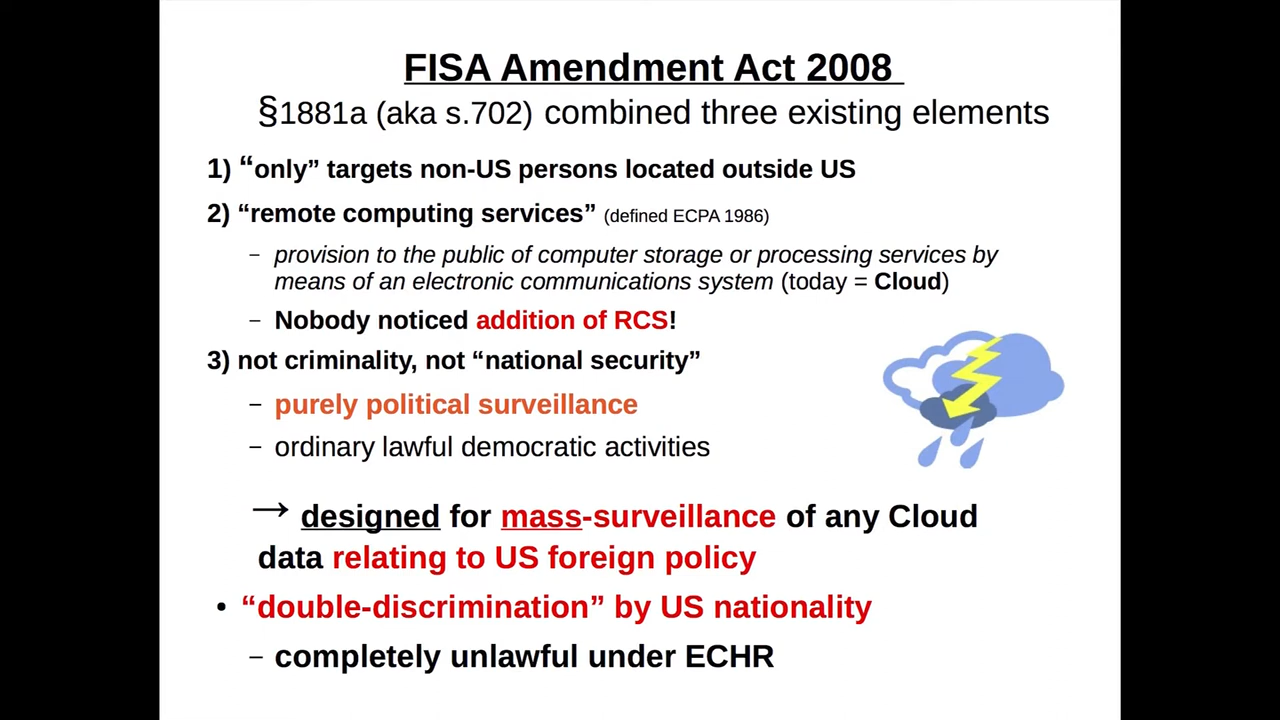 FISA Amendment Act 2008
§1881a (aka s.702) combined three existing elements
1) “only” targets non-US persons located outside US
2) “remote computing services” (defined ECPA 1986)
– provision to the public of computer storage or processing services by
means of an electronic communications system (today = Cloud)
– Nobody noticed addition of RCS!
3) not criminality, not “national security”
– purely political surveillance
– ordinary lawful democratic activities
→ designed for mass-surveillance of any Cloud
data relating to US foreign policy
• “double-discrimination” by US nationality
– completely unlawful under ECHR